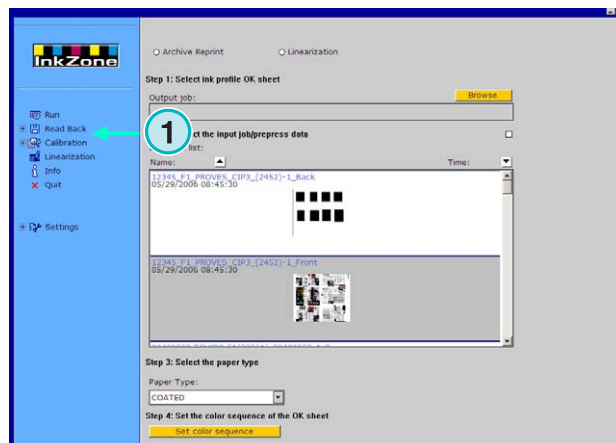 InkZone
Archive Reprint
Linearization
Step 1: Select ink profile OK sheet
Output job:
Browse
Run
Read Back
Calibration
Linearization
Info
Quit
Settings
1
ct the input job/prepress data
list:
Name:
Time:
12345_F1_PROVES_CIP3_(2452)-1_Back
05/29/2006 08:45:30
12345_F1_PROVES_CIP3_(2452)-1_Front
05/29/2006 08:45:30
Step 3: Select the paper type
Paper Type:
COATED
Step 4: Set the color sequence of the OK sheet
Set color sequence